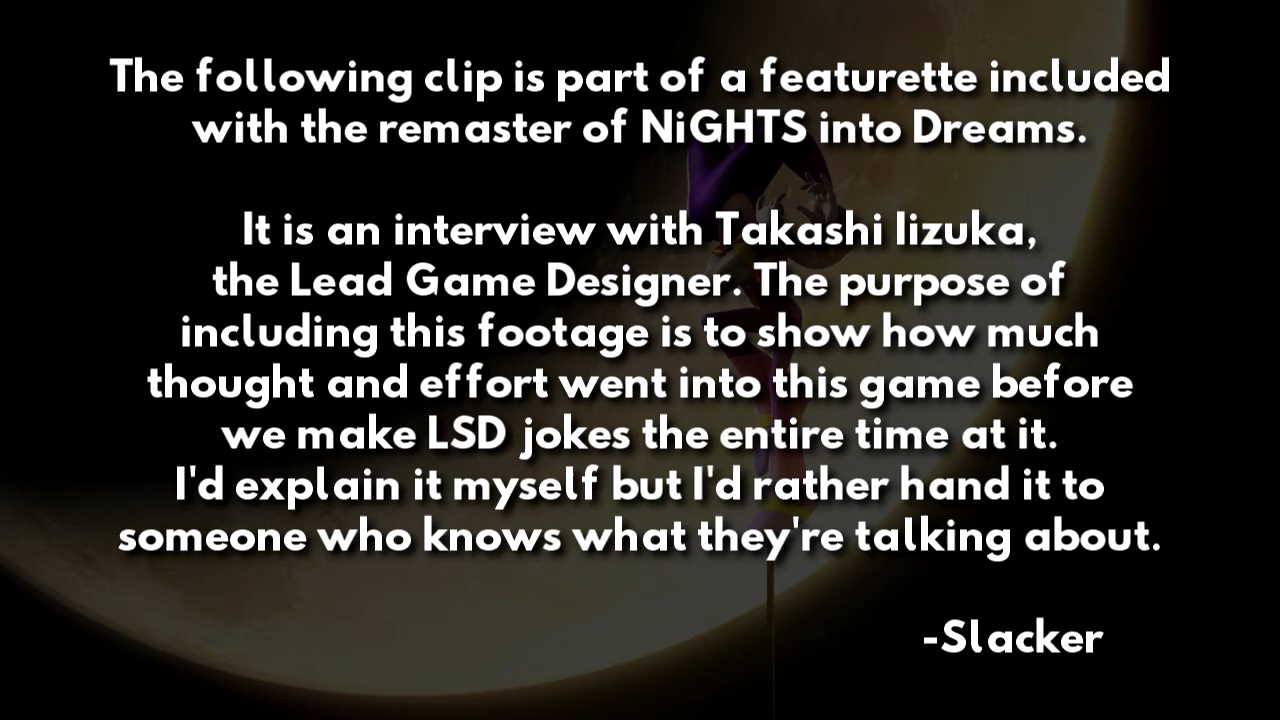 The following clip is part of a featurette included
with the remaster of NiGHTS into Dreams.
It is an interview with Takashi Iizuka,
the Lead Game Designer. The purpose of
including this footage is to show how much
thought and effort went into this game before
we make LSD jokes the entire time at it.
I'd explain it myself but I'd rather hand it to
someone who knows what they're talking about.
-Slacker